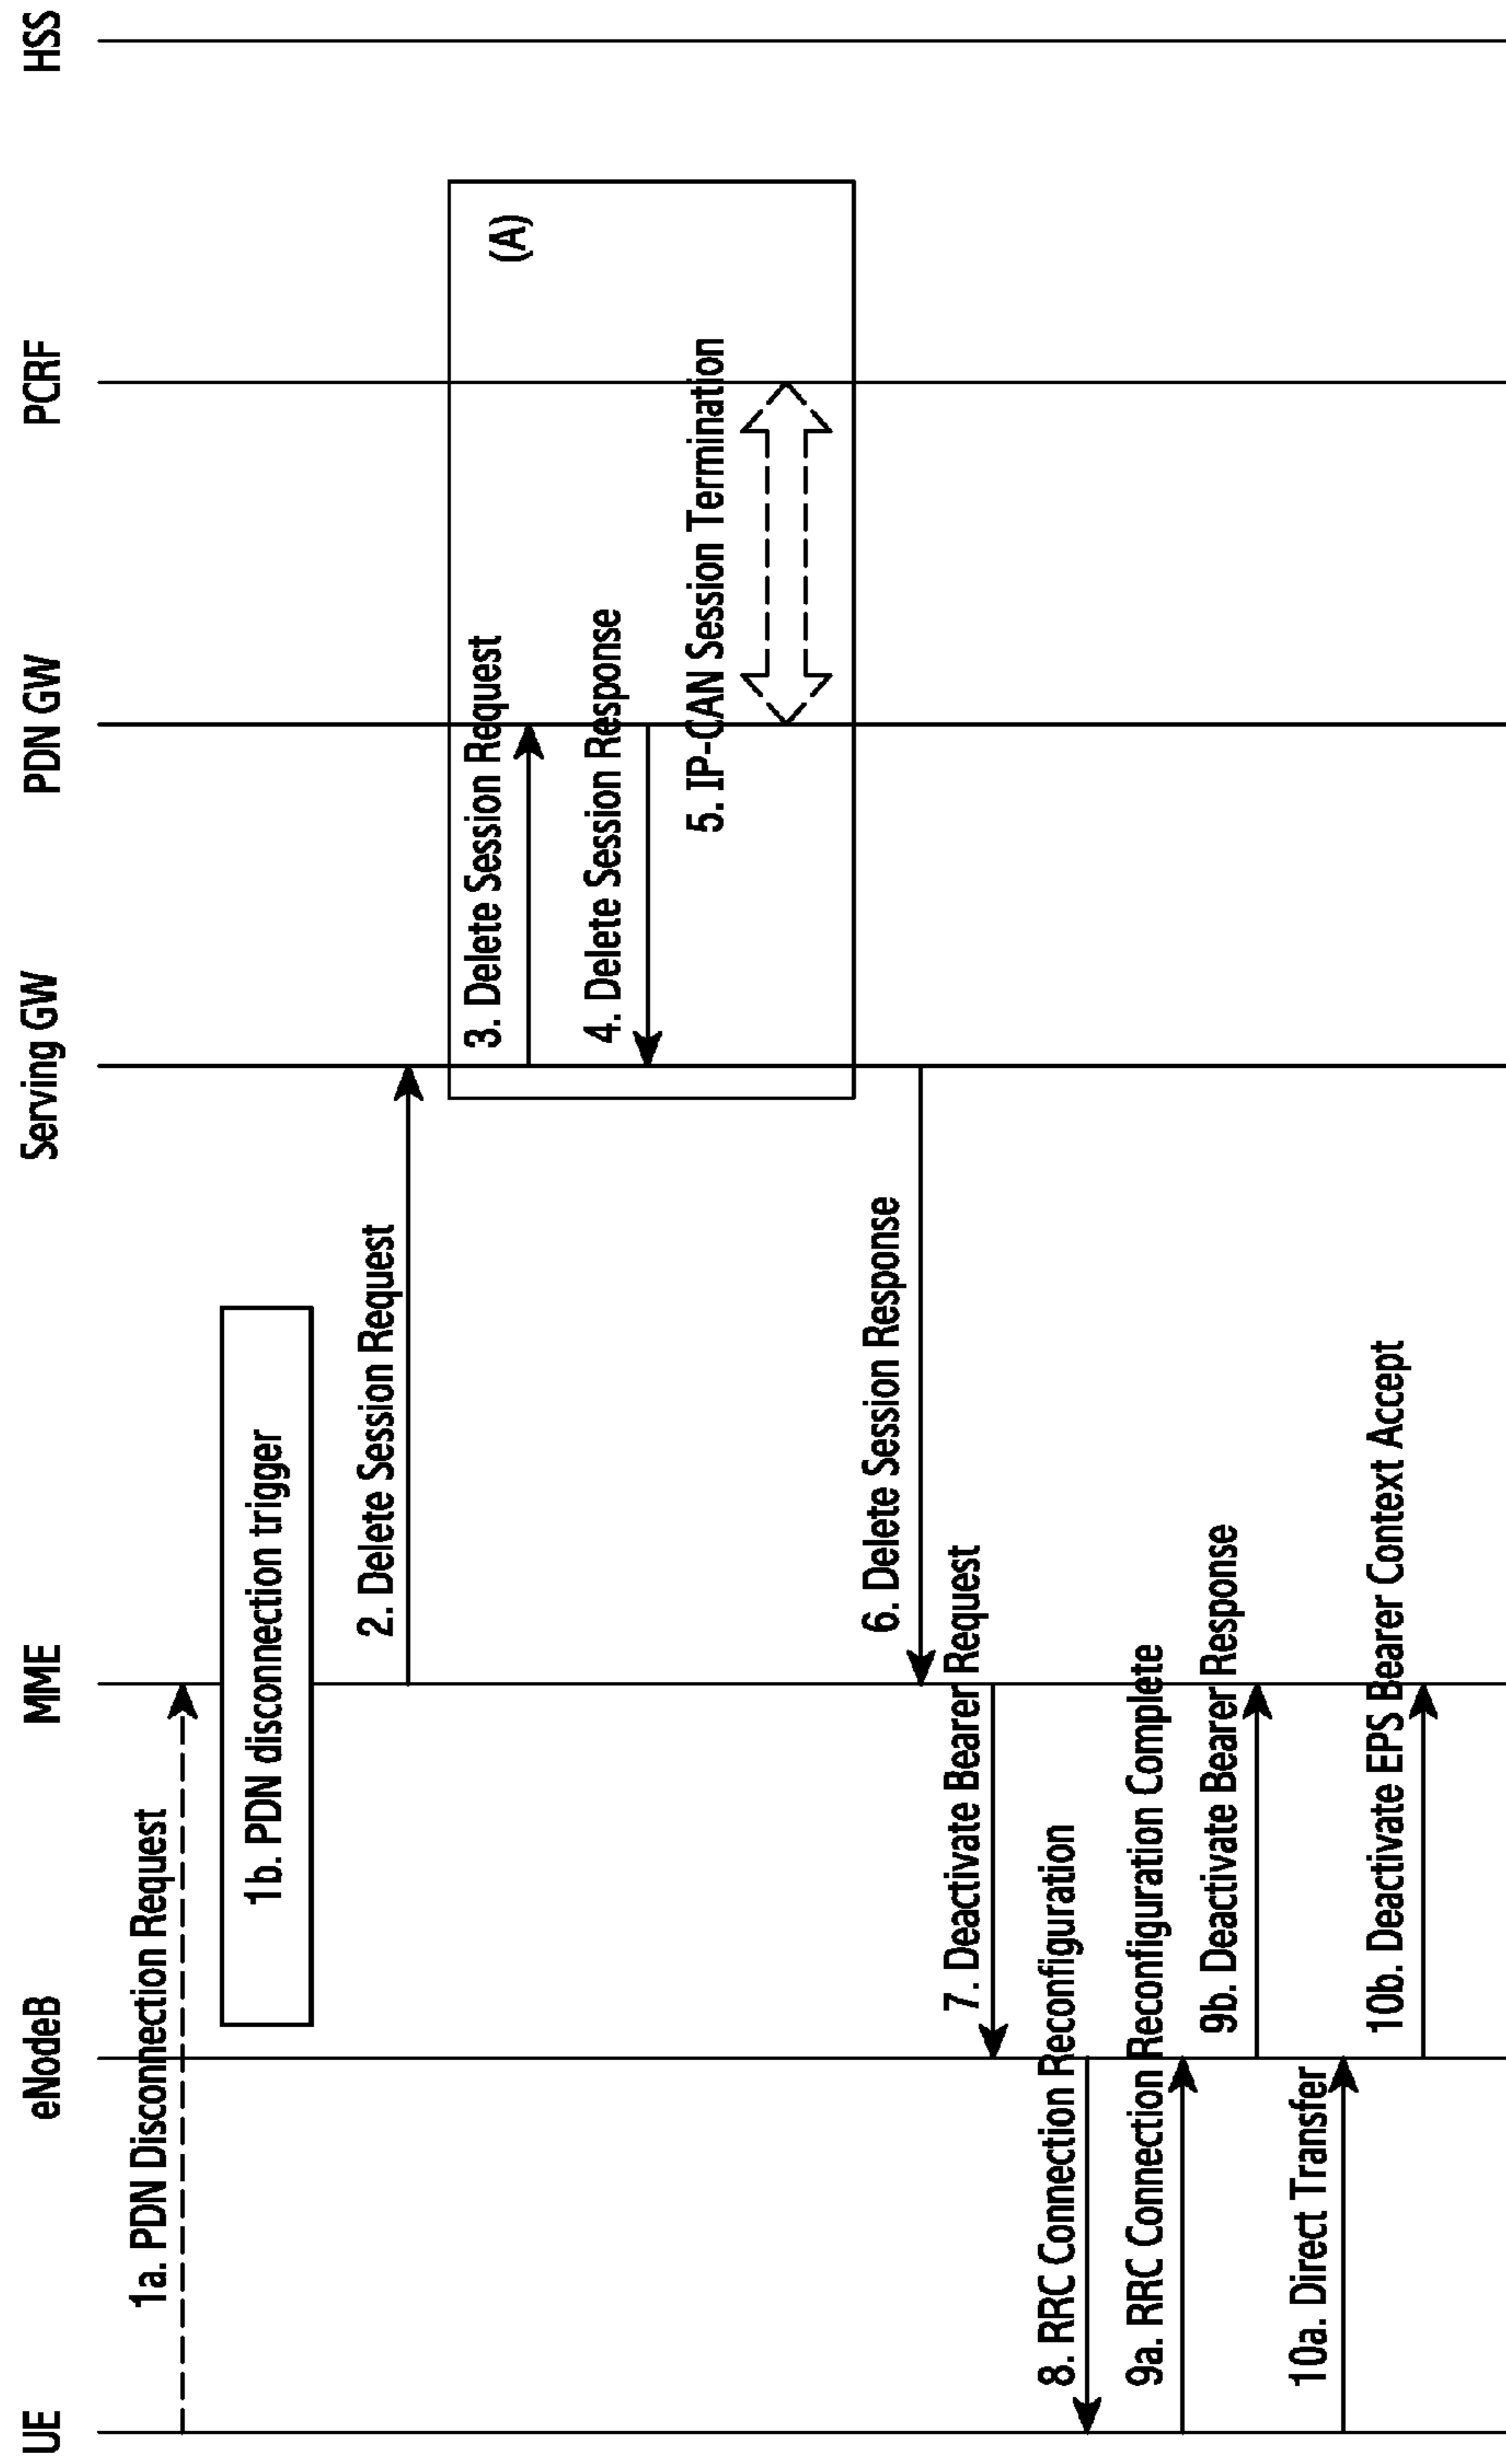 UE
eNodeB
MME
Serving GW
PDN GW
PCRF
HSS
1a. PDN Disconnection Request
1b. PDN disconnection trigger
2. Delete Session Request
(A)
3. Delete Session Request
4. Delete Session Response
5. IP-CAN Session Termination
6. Delete Session Response
7. Deactivate Bearer Request
8. RRC Connection Reconfiguration
9a. RRC Connection Reconfiguration Complete
9b. Deactivate Bearer Response
10a. Direct Transfer
10b. Deactivate EPS Bearer Context Accept